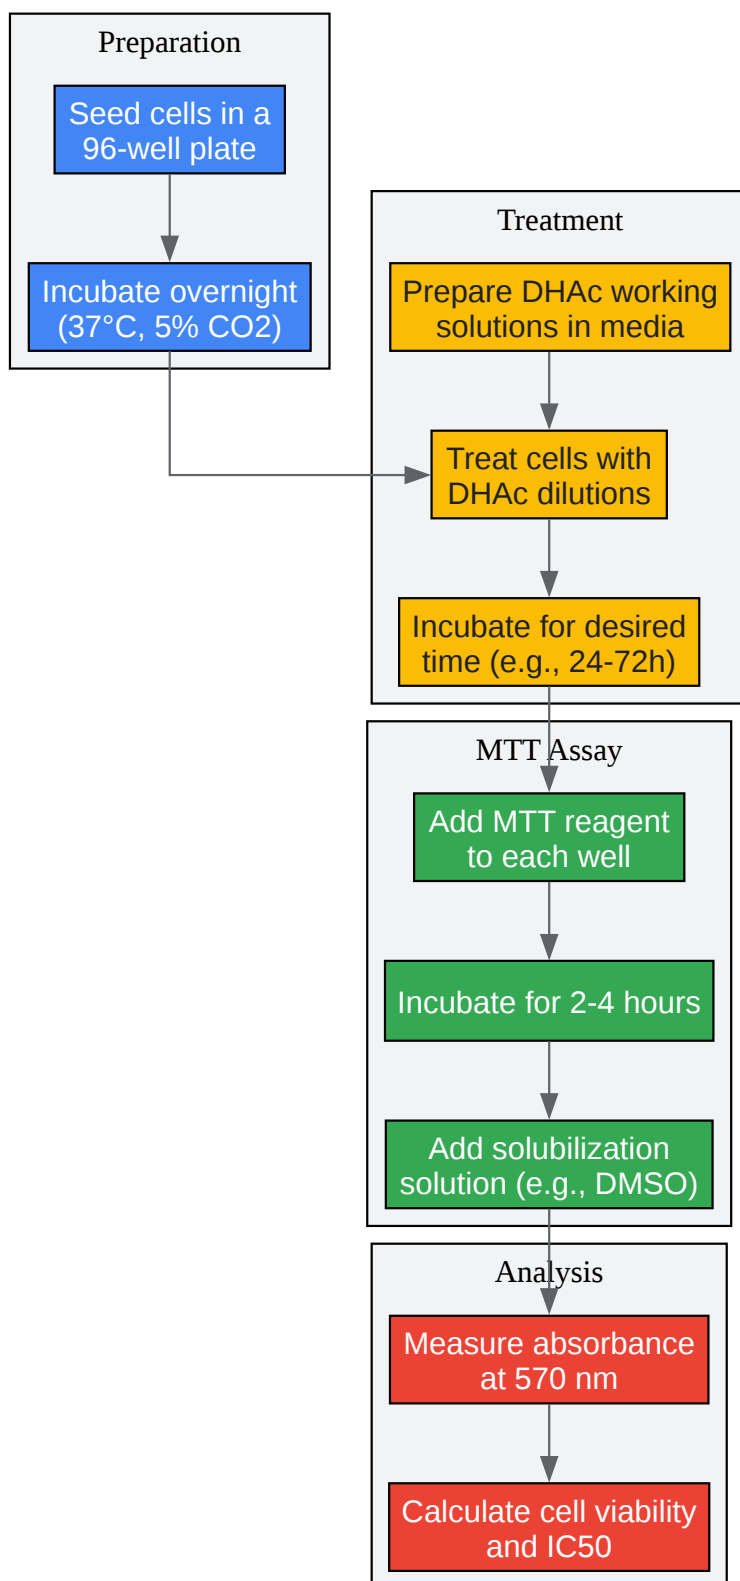 Preparation
Seed cells in a
96-well plate
Incubate overnight
(37°C, 5% CO2)
Treatment
Prepare DHAc working
solutions in media
Treat cells with
DHAc dilutions
Incubate for desired
time (e.g., 24-72h)
MTT Assay
Add MTT reagent
to each well
Incubate for 2-4 hours
Add solubilization
solution (e.g., DMSO)
Analysis
Measure absorbance
at 570 nm
Calculate cell viability
and IC50